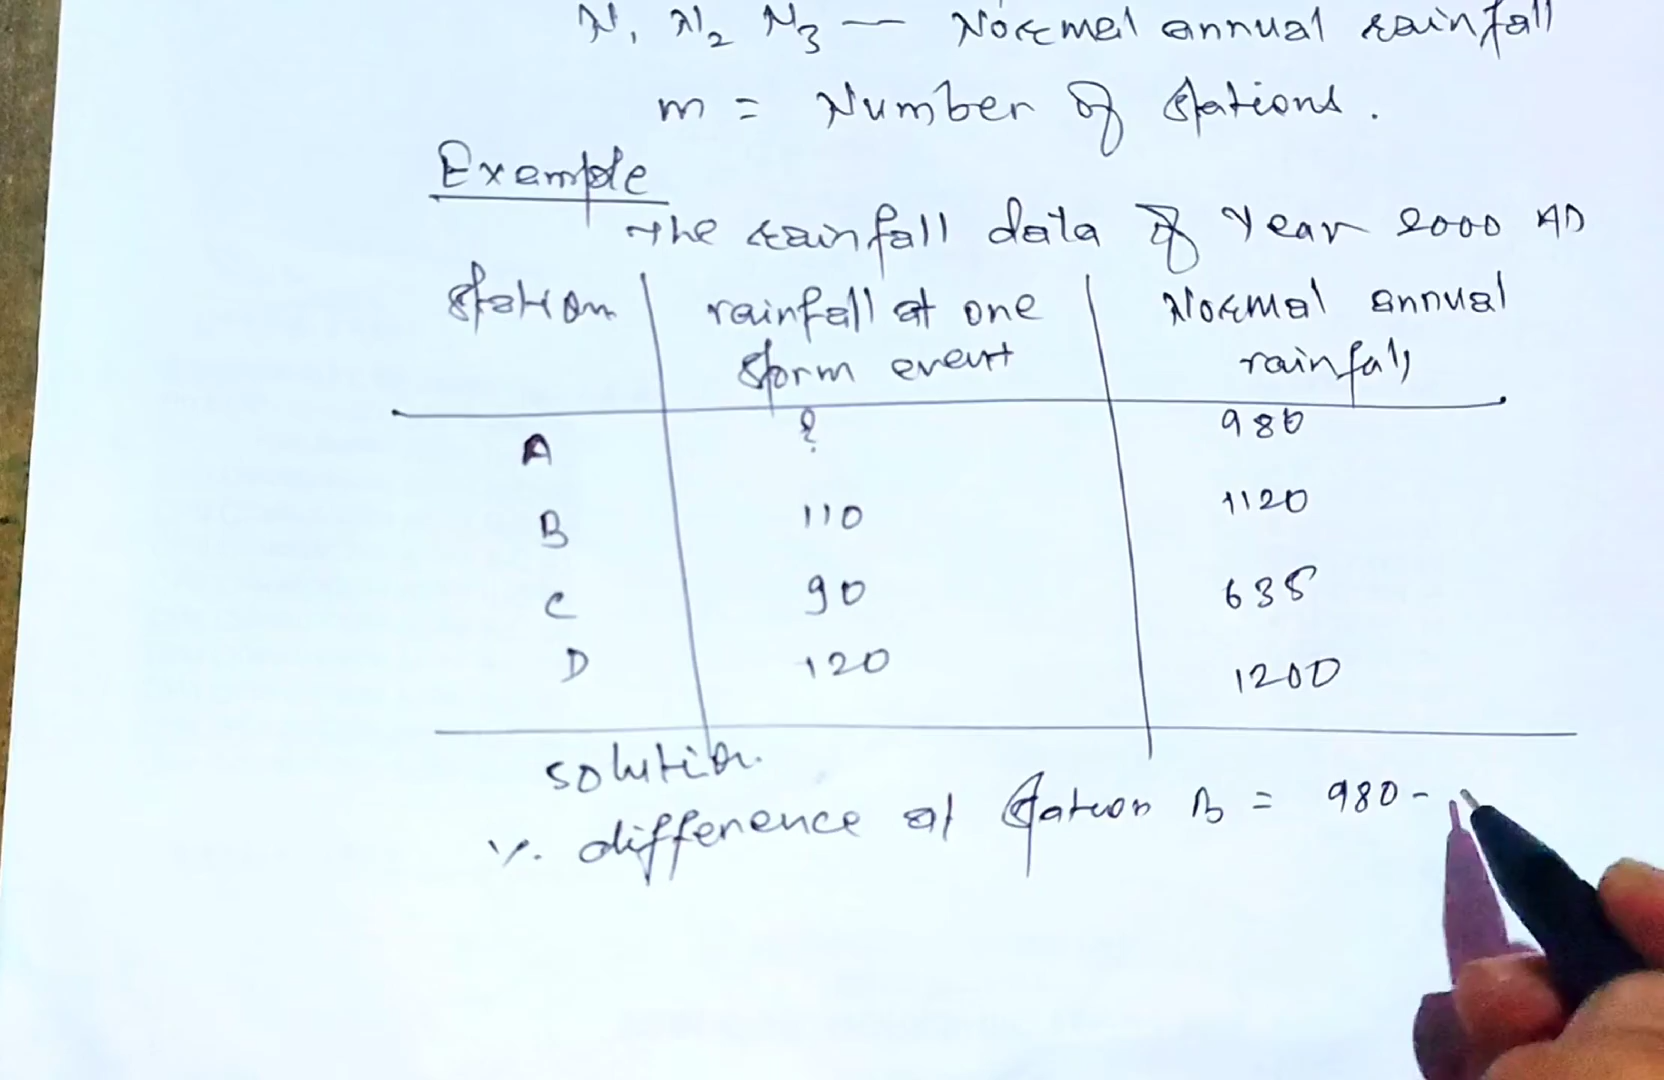 N1 N2 N3 — Normal annual rainfall
m = Number of stations.
Example
The rainfall data of Year 2000 AD
station rainfall at one storm event Normal annual rainfall
A ? 980
B 110 1120
C 90 635
D 120 1200
solution.
%. difference at station B = 980 -